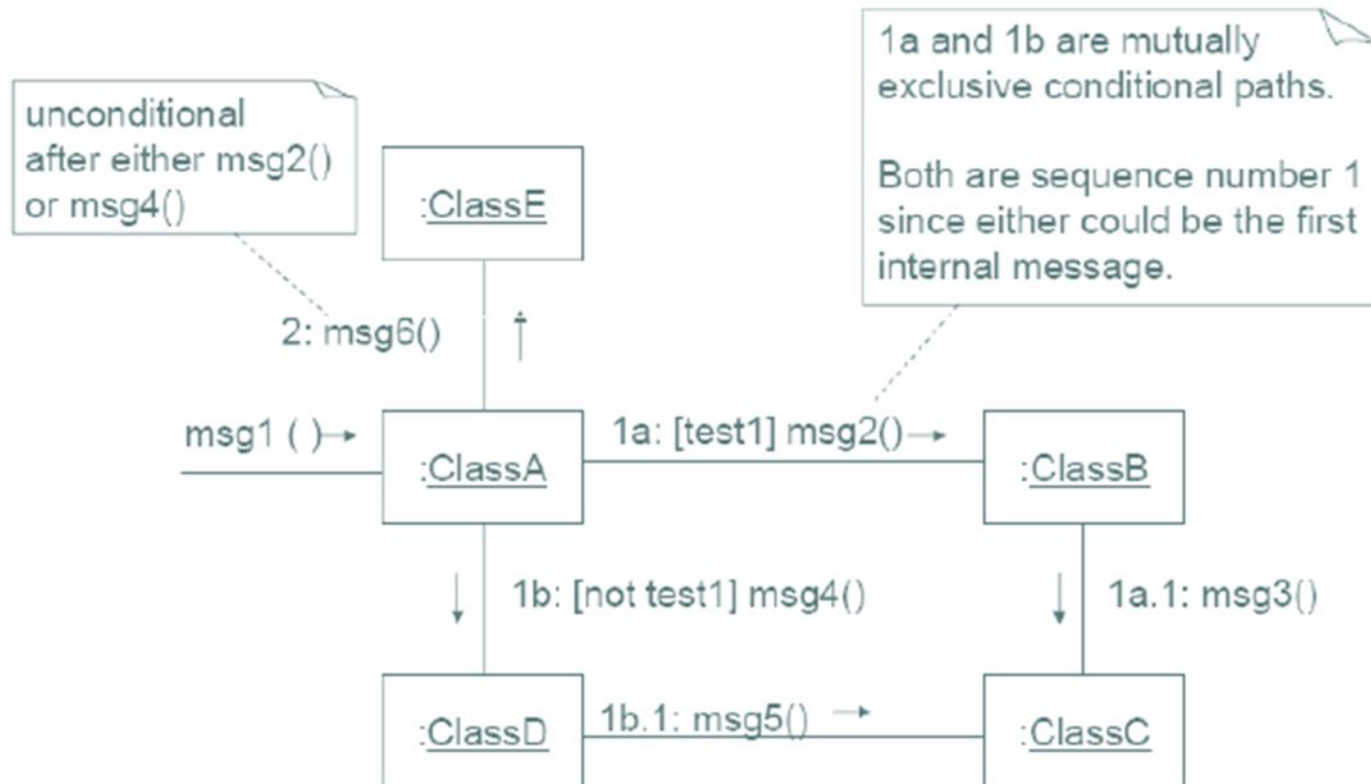 1a and 1b are mutually
exclusive conditional paths.
Both are sequence number 1
since either could be the first
internal message.
unconditional
after either msg2()
or msg4()
:ClassE
2: msg6()
msg1 ( )
1a: [test1] msg2()
:ClassA
:ClassB
1b: [not test1] msg4()
1a.1: msg3()
1b.1: msg5()
:ClassD
:ClassC